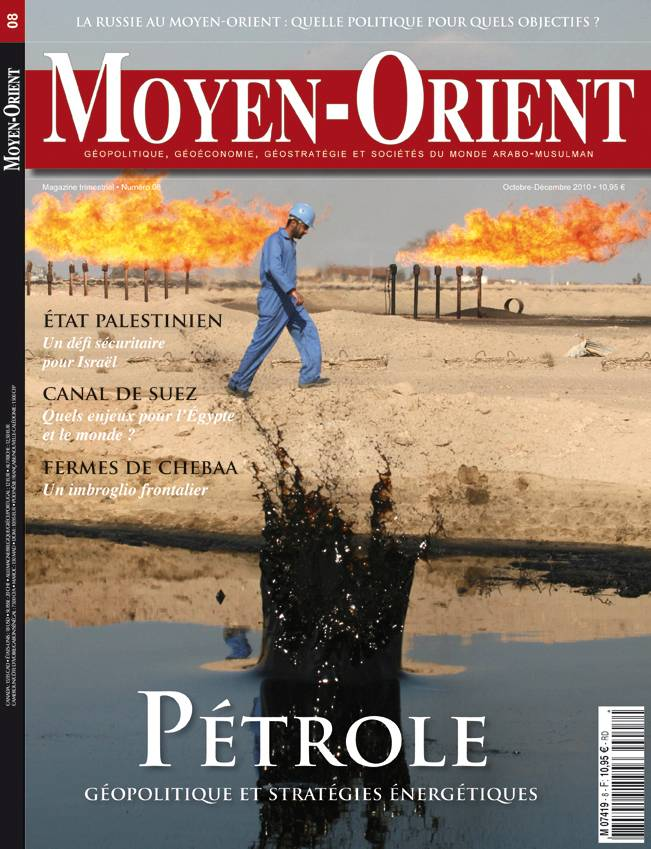 08
LA RUSSIE AU MOYEN-ORIENT : QUELLE POLITIQUE POUR QUELS OBJECTIFS ?
MOYEN-ORIENT
MOYEN-ORIENT
GÉOPOLITIQUE, GÉOÉCONOMIE, GÉOSTRATÉGIE ET SOCIÉTÉS DU MONDE ARABO-MUSULMAN
Magazine trimestriel • Numéro 08
Octobre-Décembre 2010 • 10,95 €
ÉTAT PALESTINIEN
Un défi sécuritaire
pour Israël
CANAL DE SUEZ
Quels enjeux pour l'Égypte
et le monde ?
FERMES DE CHEBAA
Un imbroglio frontalier
PÉTROLE
GÉOPOLITIQUE ET STRATÉGIES ÉNERGÉTIQUES
M 07419 - 8 - F: 10,95 € - RD